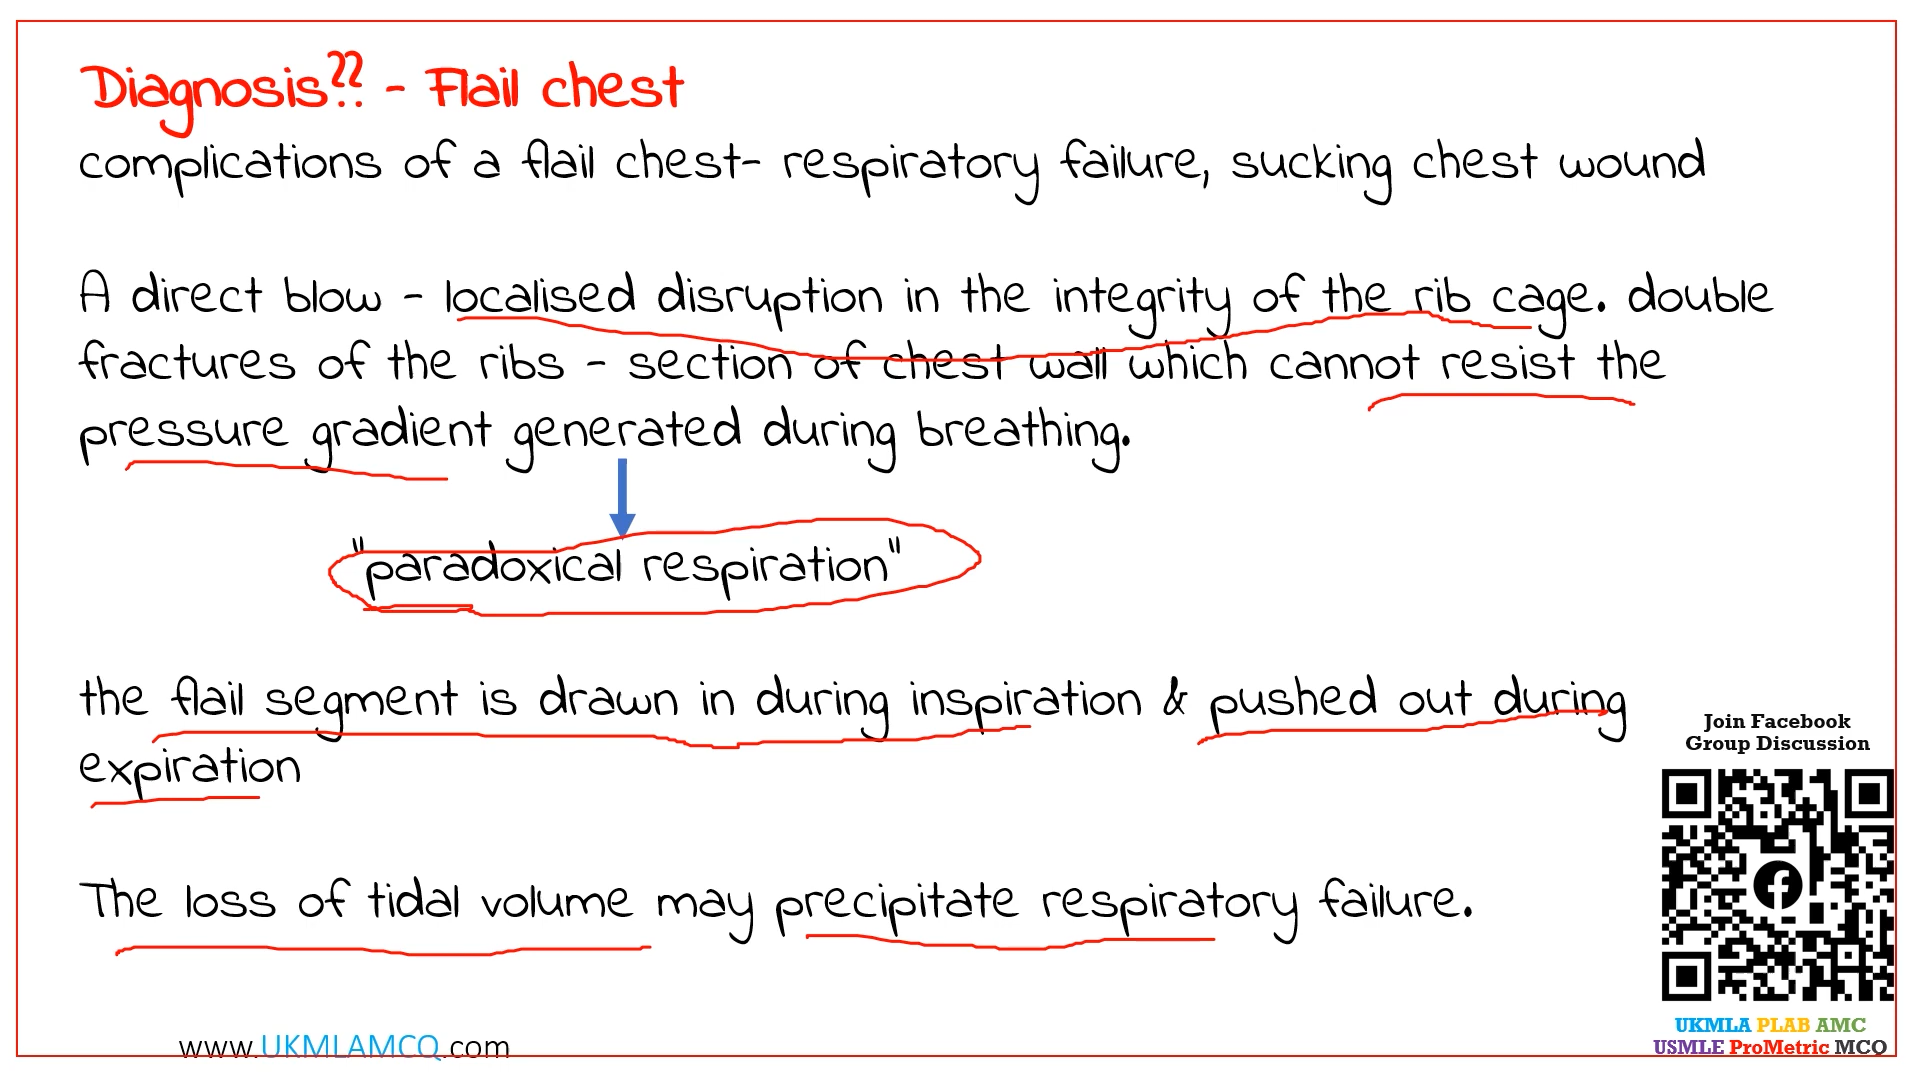 Diagnosis?? - Flail chest
complications of a flail chest- respiratory failure, sucking chest wound
A direct blow - localised disruption in the integrity of the rib cage. double
fractures of the ribs - section of chest wall which cannot resist the
pressure gradient generated during breathing.
"paradoxical respiration"
the flail segment is drawn in during inspiration & pushed out during
expiration
The loss of tidal volume may precipitate respiratory failure.
Join Facebook
Group Discussion
UKMLA PLAB AMC
USMLE ProMetric MCQ
www.UKMLAMCQ.com